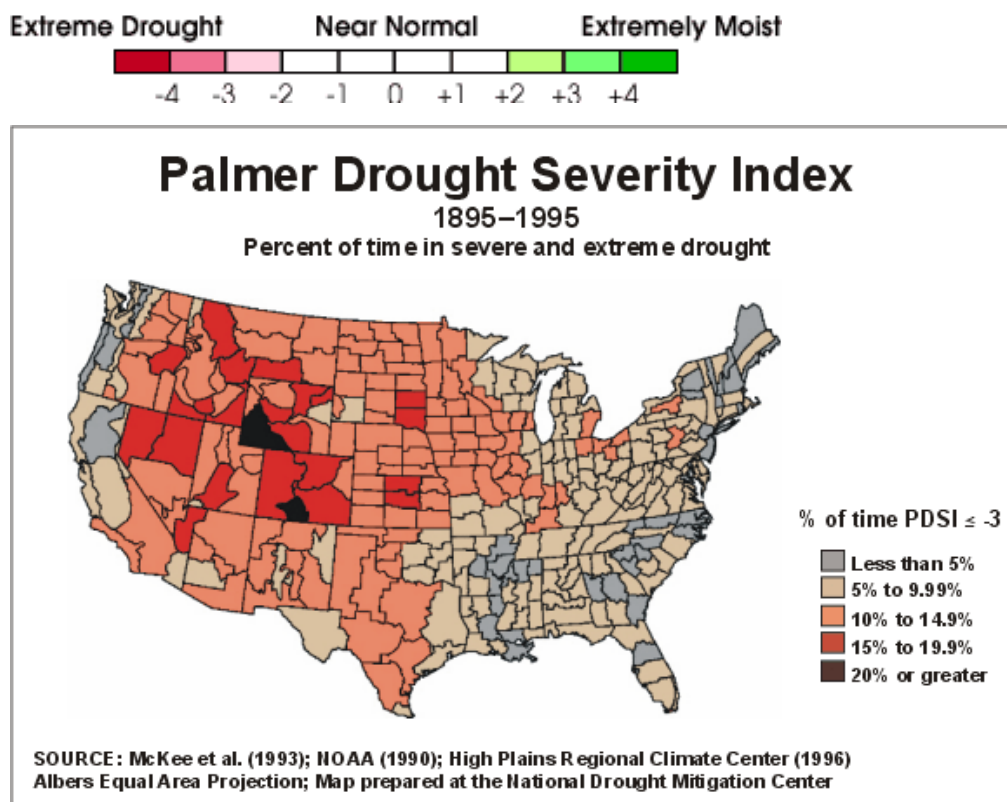 Extreme Drought Near Normal Extremely Moist
-4 -3 -2 -1 0 +1 +2 +3 +4
Palmer Drought Severity Index
1895–1995
Percent of time in severe and extreme drought
% of time PDSI ≤ -3
Less than 5%
5% to 9.99%
10% to 14.9%
15% to 19.9%
20% or greater
SOURCE: McKee et al. (1993); NOAA (1990); High Plains Regional Climate Center (1996)
Albers Equal Area Projection; Map prepared at the National Drought Mitigation Center